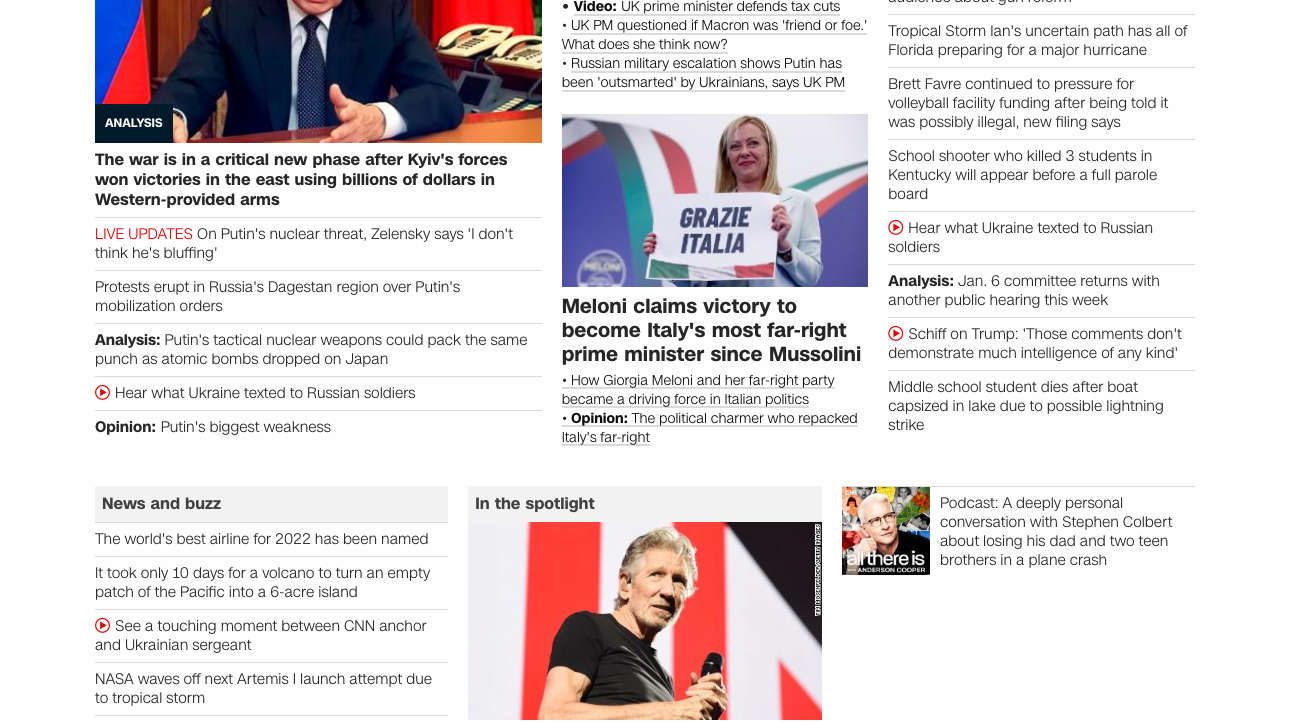 ANALYSIS
The war is in a critical new phase after Kyiv's forces
won victories in the east using billions of dollars in
Western-provided arms
LIVE UPDATES On Putin's nuclear threat, Zelensky says 'I don't
think he's bluffing'
Protests erupt in Russia's Dagestan region over Putin's
mobilization orders
Analysis: Putin's tactical nuclear weapons could pack the same
punch as atomic bombs dropped on Japan
Hear what Ukraine texted to Russian soldiers
Opinion: Putin's biggest weakness
• Video: UK prime minister defends tax cuts
• UK PM questioned if Macron was 'friend or foe.'
What does she think now?
• Russian military escalation shows Putin has
been 'outsmarted' by Ukrainians, says UK PM
GRAZIE
ITALIA
MELONI
Meloni claims victory to
become Italy's most far-right
prime minister since Mussolini
• How Giorgia Meloni and her far-right party
became a driving force in Italian politics
• Opinion: The political charmer who repacked
Italy's far-right
Tropical Storm Ian's uncertain path has all of
Florida preparing for a major hurricane
Brett Favre continued to pressure for
volleyball facility funding after being told it
was possibly illegal, new filing says
School shooter who killed 3 students in
Kentucky will appear before a full parole
board
Hear what Ukraine texted to Russian
soldiers
Analysis: Jan. 6 committee returns with
another public hearing this week
Schiff on Trump: 'Those comments don't
demonstrate much intelligence of any kind'
Middle school student dies after boat
capsized in lake due to possible lightning
strike
News and buzz
The world's best airline for 2022 has been named
It took only 10 days for a volcano to turn an empty
patch of the Pacific into a 6-acre island
See a touching moment between CNN anchor
and Ukrainian sergeant
NASA waves off next Artemis I launch attempt due
to tropical storm
In the spotlight
all there is
ANDERSON COOPER
Podcast: A deeply personal
conversation with Stephen Colbert
about losing his dad and two teen
brothers in a plane crash